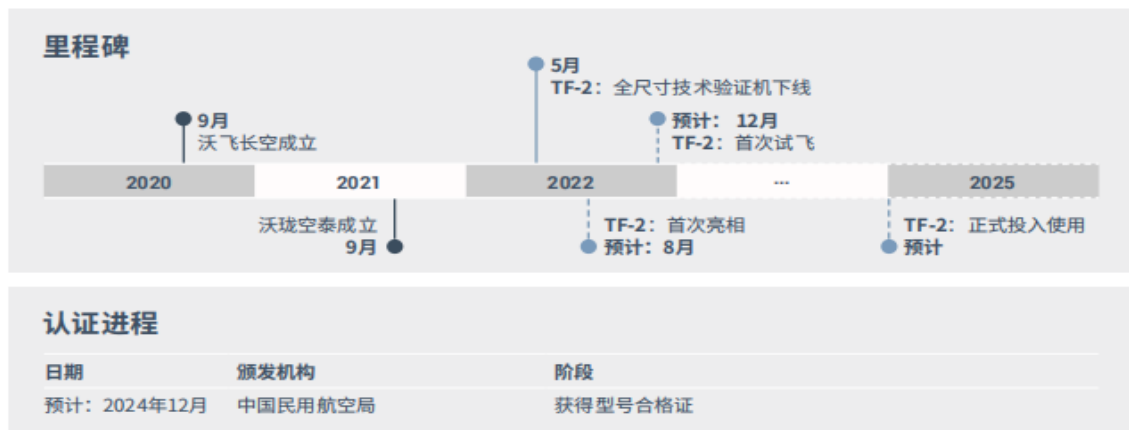 里程碑
5月
TF-2：全尺寸技术验证机下线
9月
沃飞长空成立
预计： 12月
TF-2：首次试飞
2020 2021 2022 ... 2025
沃珑空泰成立
9月
TF-2：首次亮相
预计：8月
TF-2：正式投入使用
预计
认证进程
日期 颁发机构 阶段
预计：2024年12月 中国民用航空局 获得型号合格证